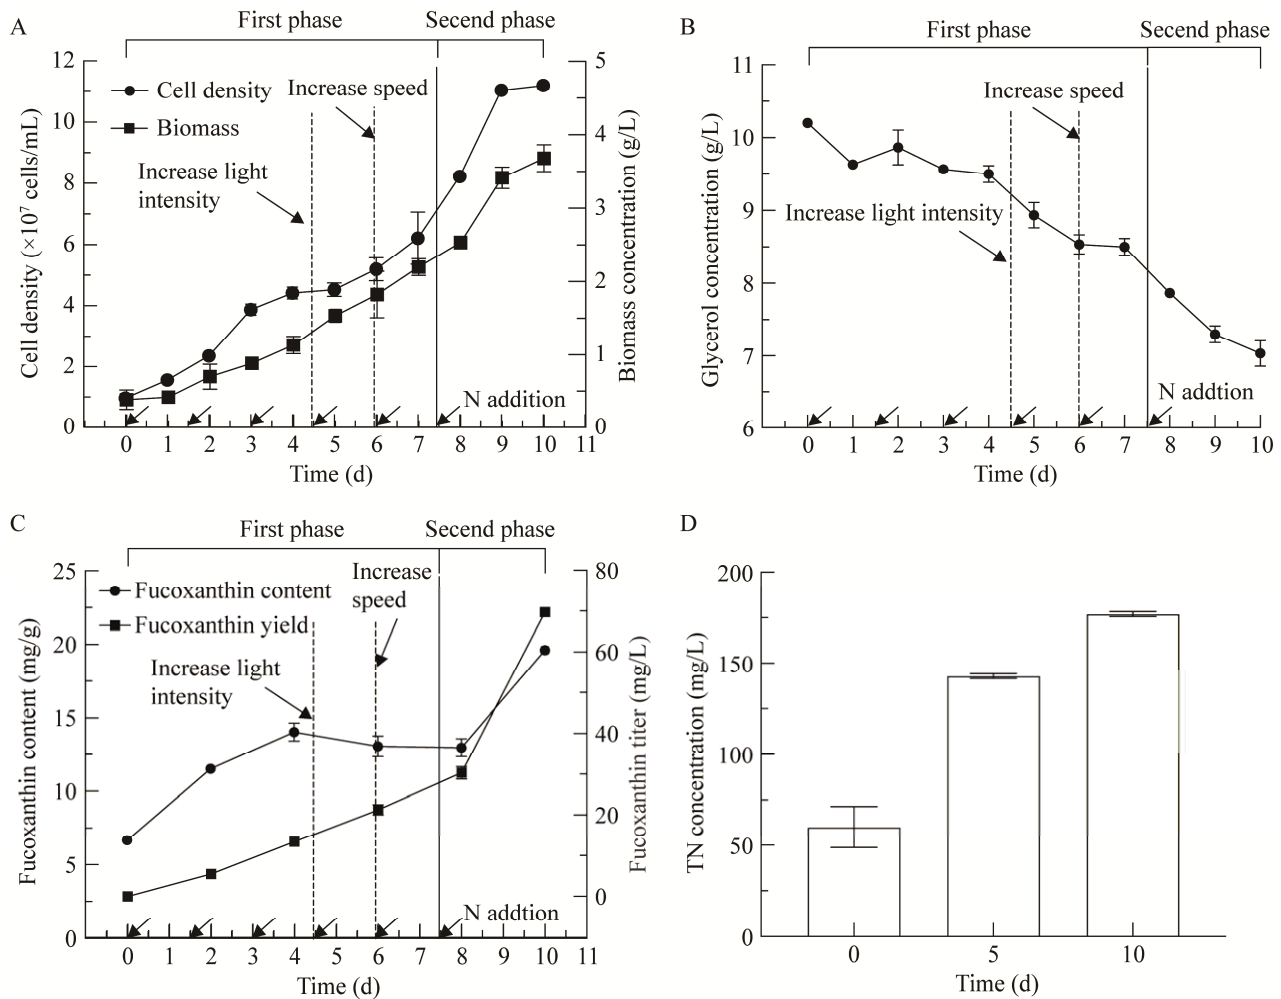 A
First phase
Secend phase
Cell density
Biomass
Increase speed
Increase light
intensity
N addition
12
10
8
6
4
2
0
Cell density (×10⁷ cells/mL)
5
4
3
2
1
0
Biomass concentration (g/L)
0 1 2 3 4 5 6 7 8 9 10 11
Time (d)
B
First phase
Secend phase
Increase speed
Increase light intensity
N addtion
11
10
9
8
7
6
Glycerol concentration (g/L)
0 1 2 3 4 5 6 7 8 9 10
Time (d)
C
First phase
Secend phase
Fucoxanthin content
Fucoxanthin yield
Increase
speed
Increase light
intensity
N addtion
25
20
15
10
5
0
Fucoxanthin content (mg/g)
80
60
40
20
0
Fucoxanthin titer (mg/L)
0 1 2 3 4 5 6 7 8 9 10 11
Time (d)
D
200
150
100
50
0
TN concentration (mg/L)
0 5 10
Time (d)